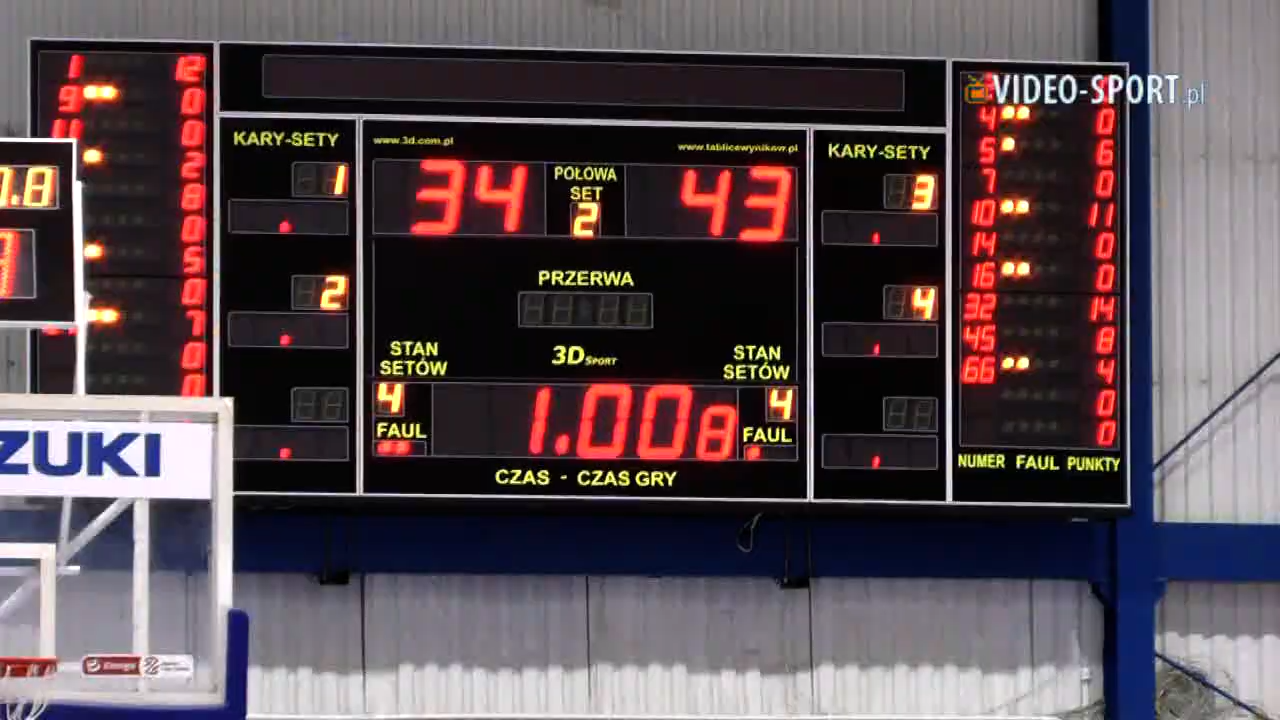 VIDEO-SPORT.pl
1 12
9 0
11 0
2
8
0
5
0
7
0
0
7.8
KARY-SETY
1
2
www.3d.com.pl
www.tablicewynikow.pl
34
POŁOWA
SET
2
43
PRZERWA
3D SPORT
STAN
SETÓW
4
FAUL
1.008
STAN
SETÓW
4
FAUL
CZAS - CZAS GRY
KARY-SETY
3
4
4 0
5 6
7 0
10 11
14 0
16 0
32 14
45 8
66 4
0
0
NUMER FAUL PUNKTY
ZUKI
Energa